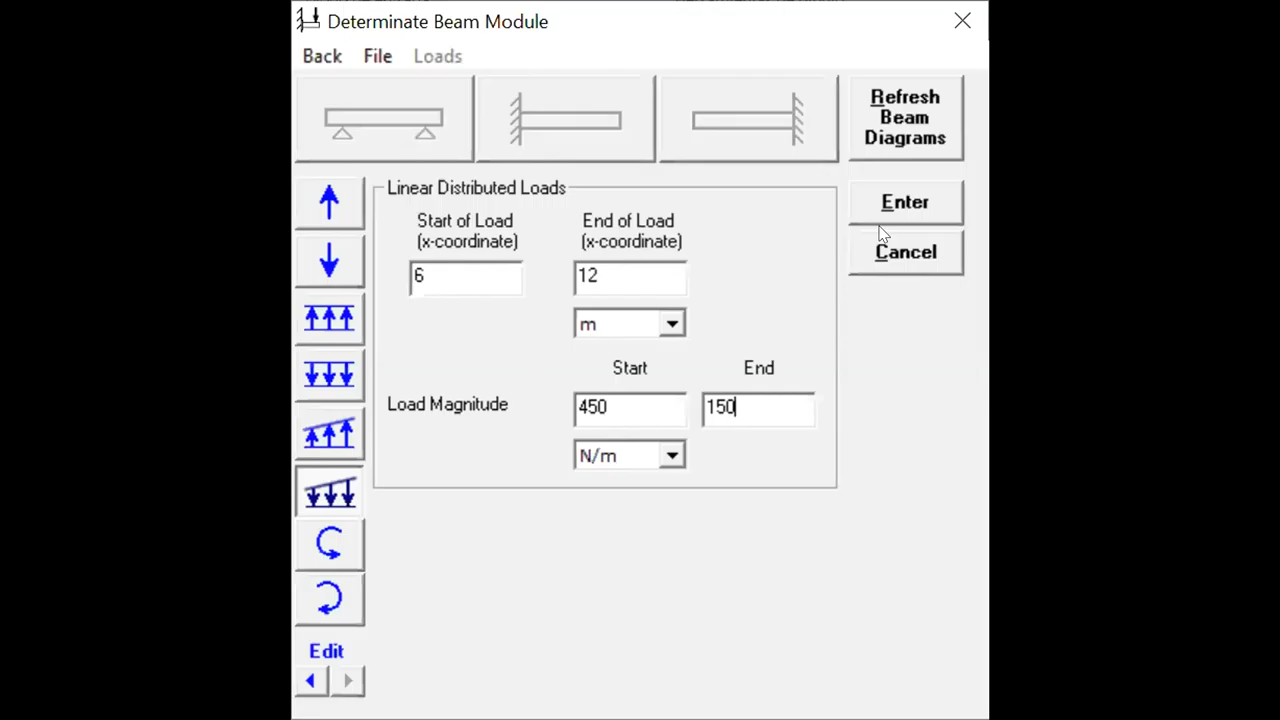 Determinate Beam Module
Back File Loads
Refresh
Beam
Diagrams
Linear Distributed Loads
Start of Load
(x-coordinate)
End of Load
(x-coordinate)
6
12
m
Start
End
Load Magnitude
450
150
N/m
Enter
Cancel
Edit